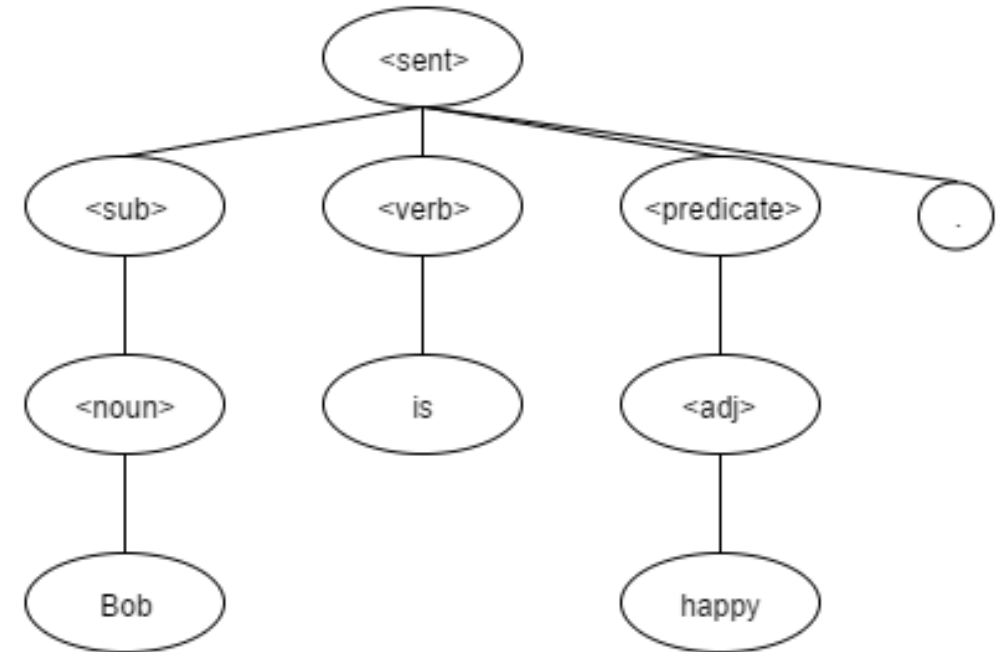 <sent>
<sub> <verb> <predicate> .
<noun> is <adj>
Bob happy